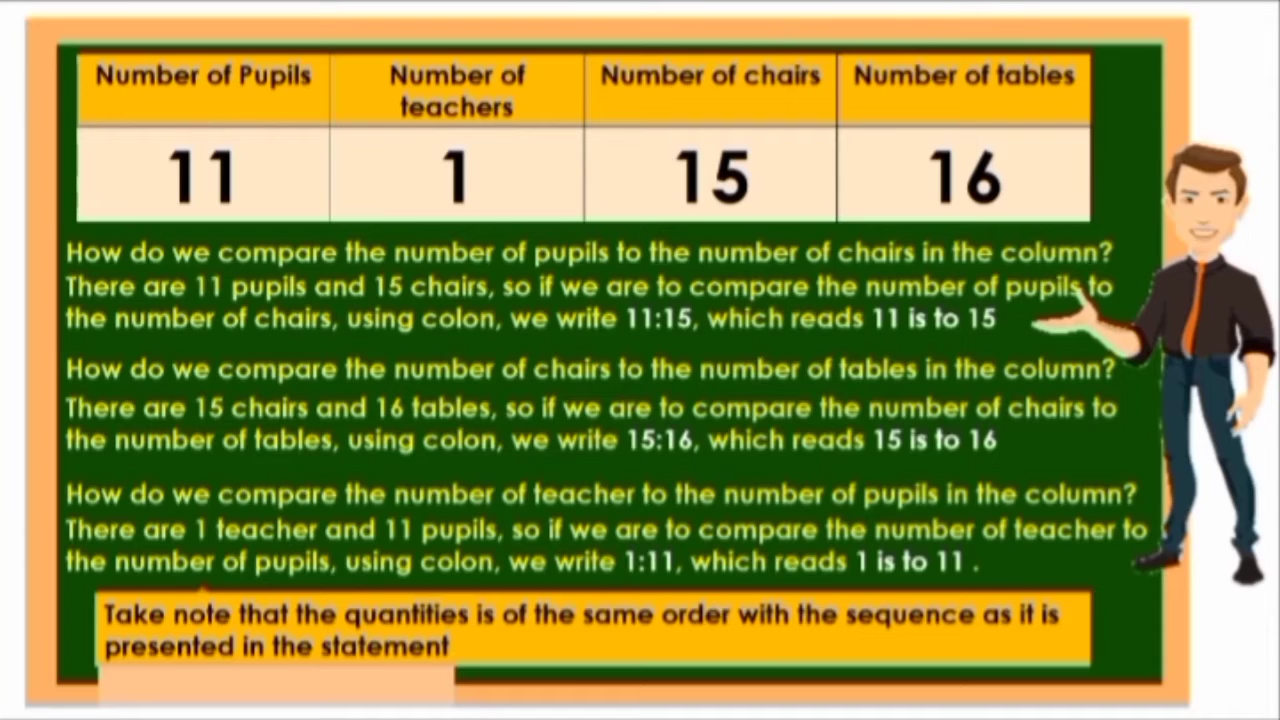 Number of Pupils
Number of
teachers
Number of chairs
Number of tables
11
1
15
16
How do we compare the number of pupils to the number of chairs in the column?
There are 11 pupils and 15 chairs, so if we are to compare the number of pupils to
the number of chairs, using colon, we write 11:15, which reads 11 is to 15
How do we compare the number of chairs to the number of tables in the column?
There are 15 chairs and 16 tables, so if we are to compare the number of chairs to
the number of tables, using colon, we write 15:16, which reads 15 is to 16
How do we compare the number of teacher to the number of pupils in the column?
There are 1 teacher and 11 pupils, so if we are to compare the number of teacher to
the number of pupils, using colon, we write 1:11, which reads 1 is to 11 .
Take note that the quantities is of the same order with the sequence as it is
presented in the statement